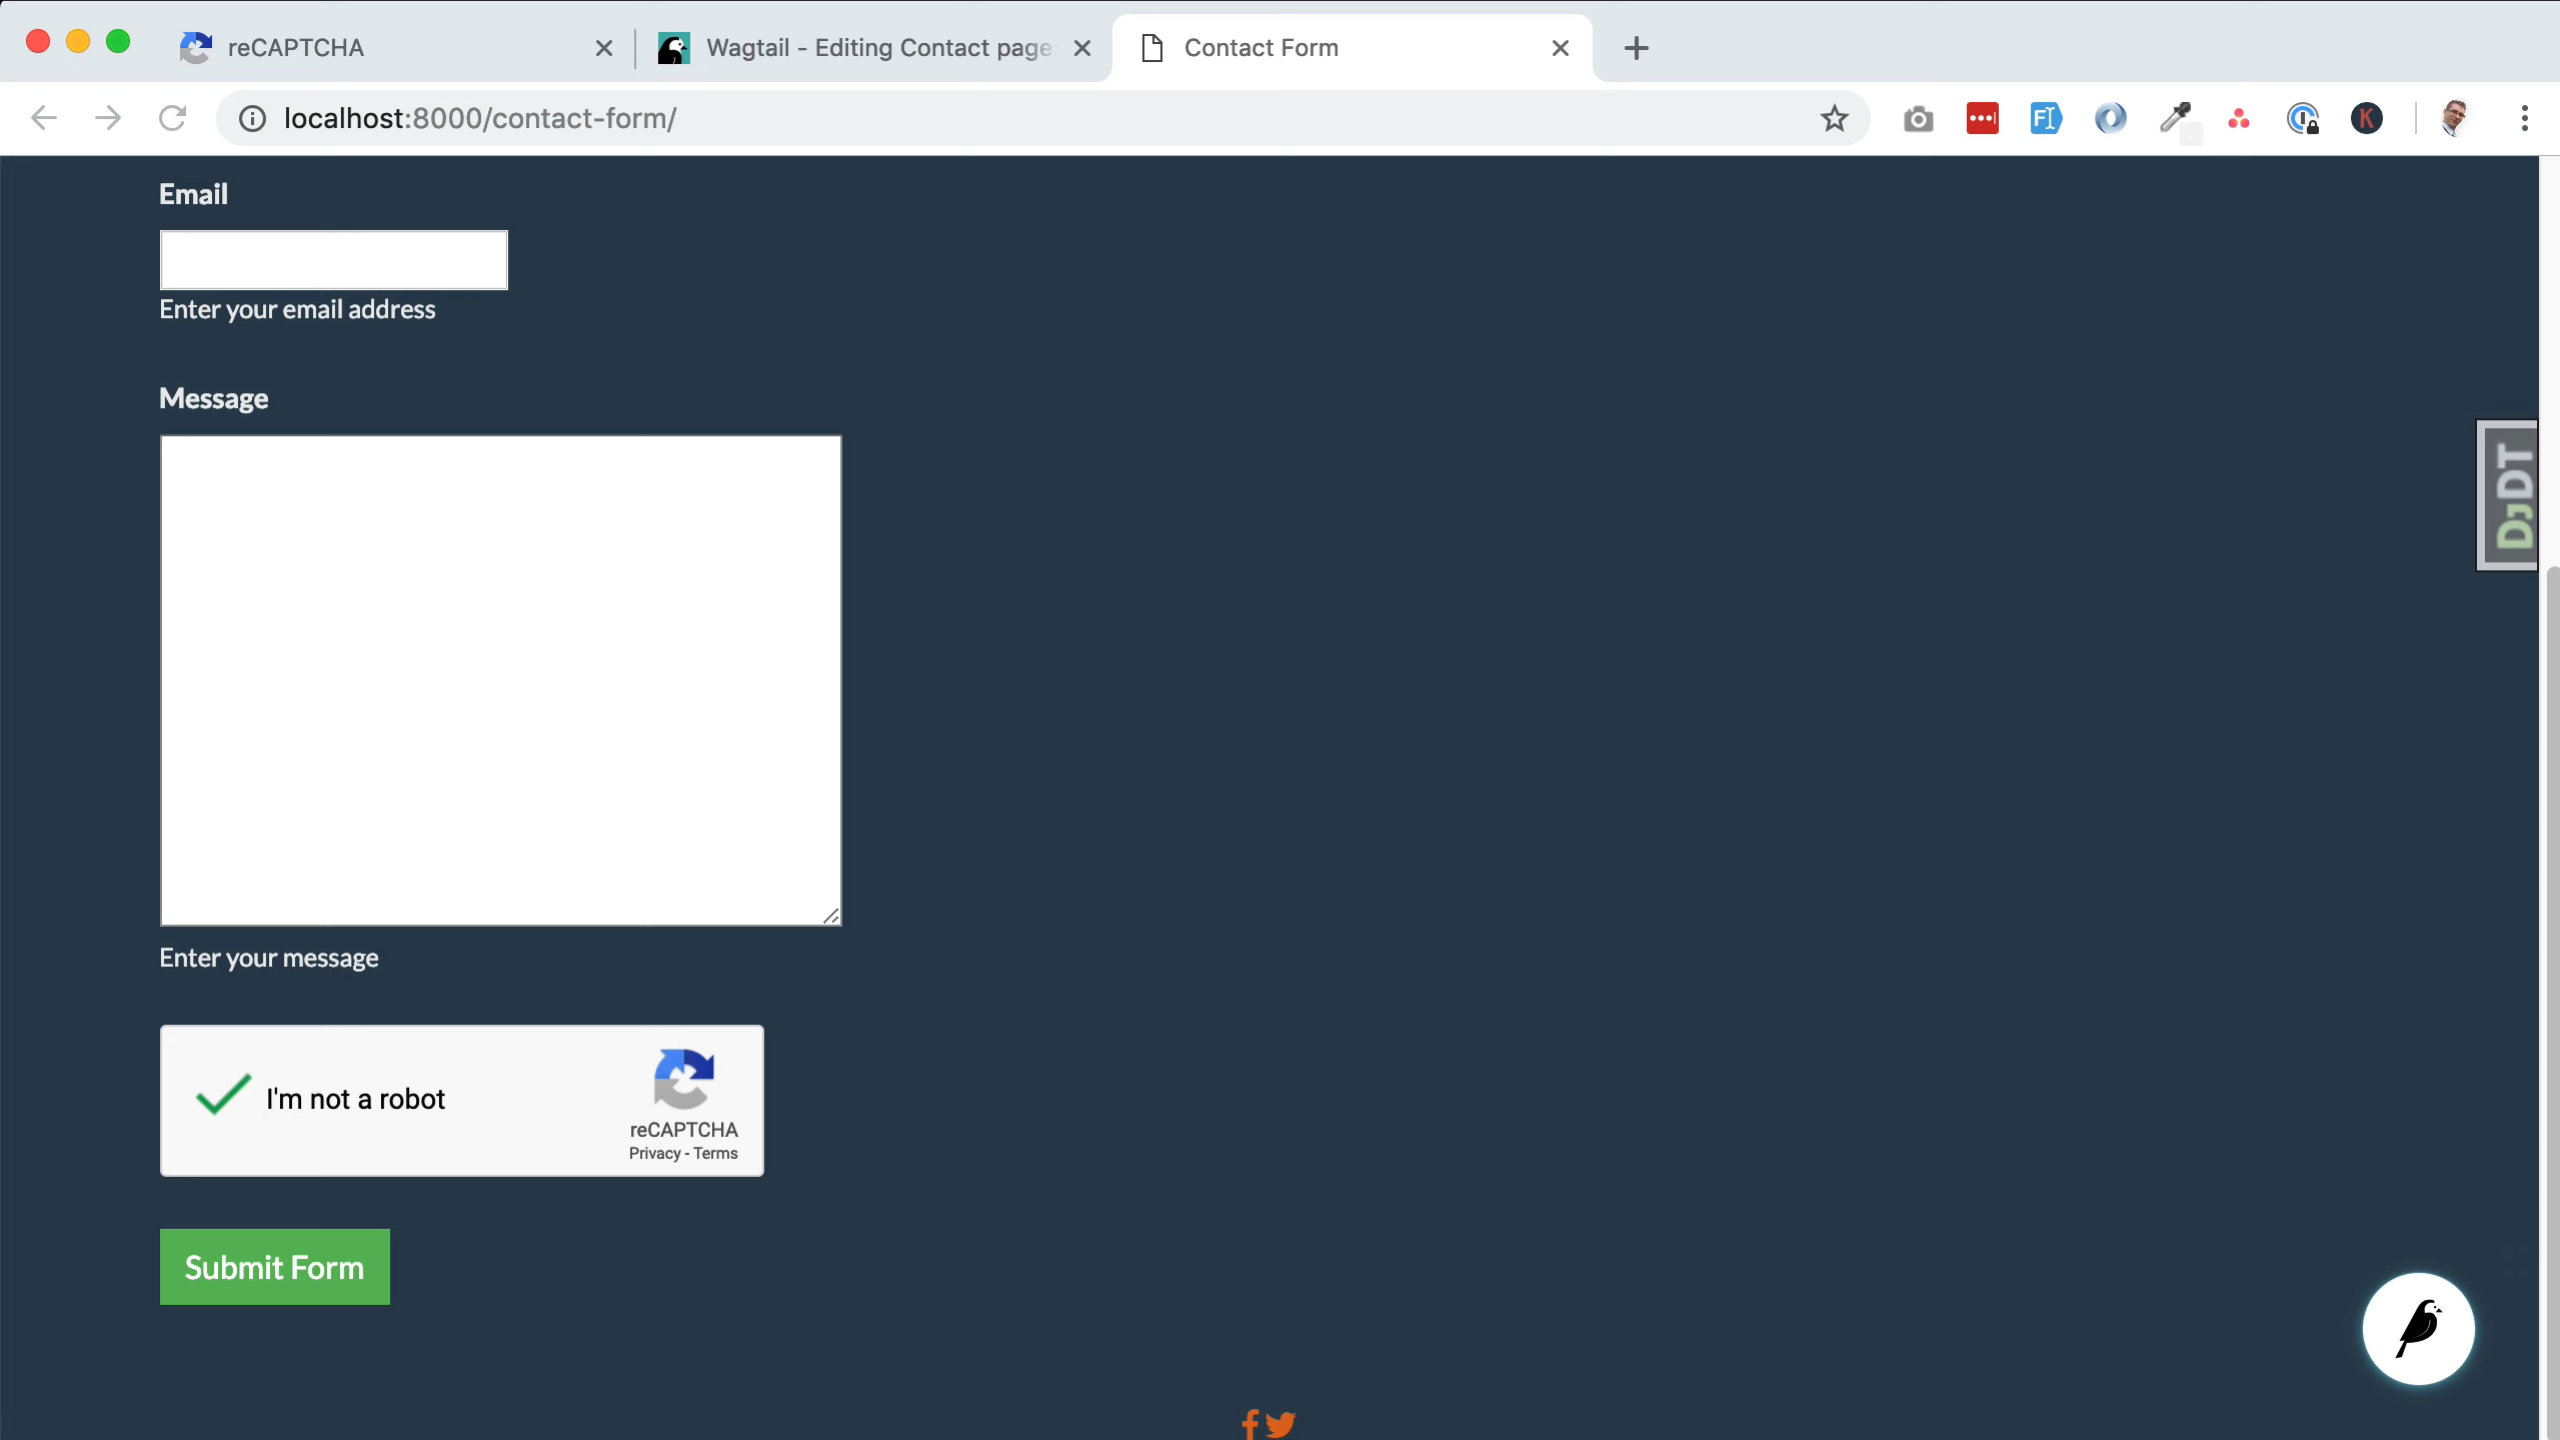 reCAPTCHA
Wagtail - Editing Contact page
Contact Form
localhost:8000/contact-form/
Email
Enter your email address
Message
DjDT
Enter your message
I'm not a robot
reCAPTCHA
Privacy - Terms
Submit Form